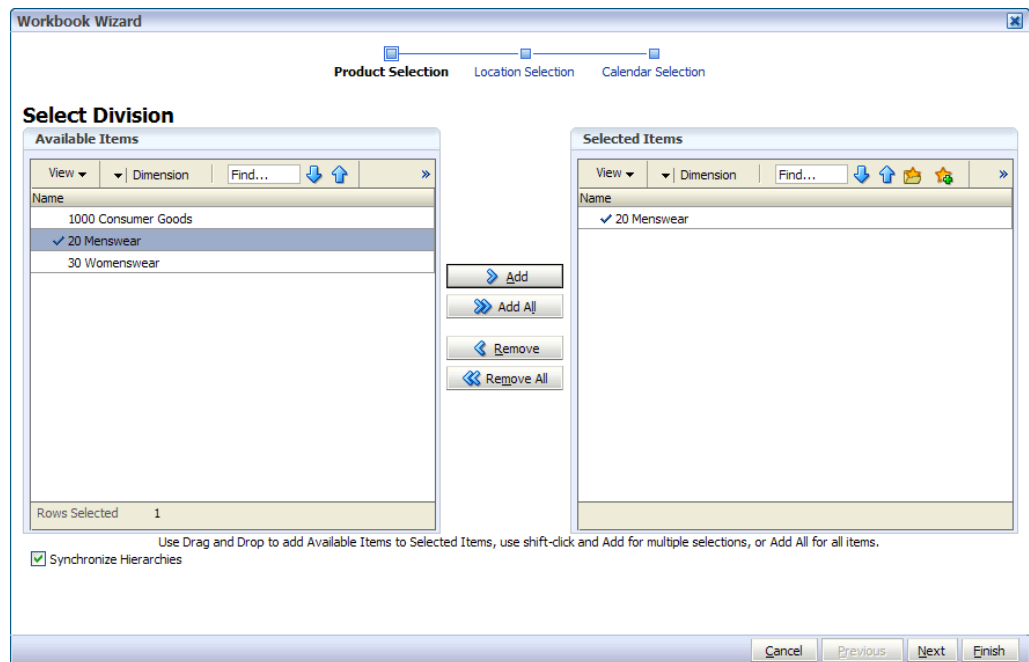 Workbook Wizard
Product Selection Location Selection Calendar Selection
Select Division
Available Items
View Dimension Find... »
Name
1000 Consumer Goods
20 Menswear
30 Womenswear
Rows Selected 1
Add
Add All
Remove
Remove All
Selected Items
View Dimension Find... »
Name
20 Menswear
Use Drag and Drop to add Available Items to Selected Items, use shift-click and Add for multiple selections, or Add All for all items.
Synchronize Hierarchies
Cancel Previous Next Finish